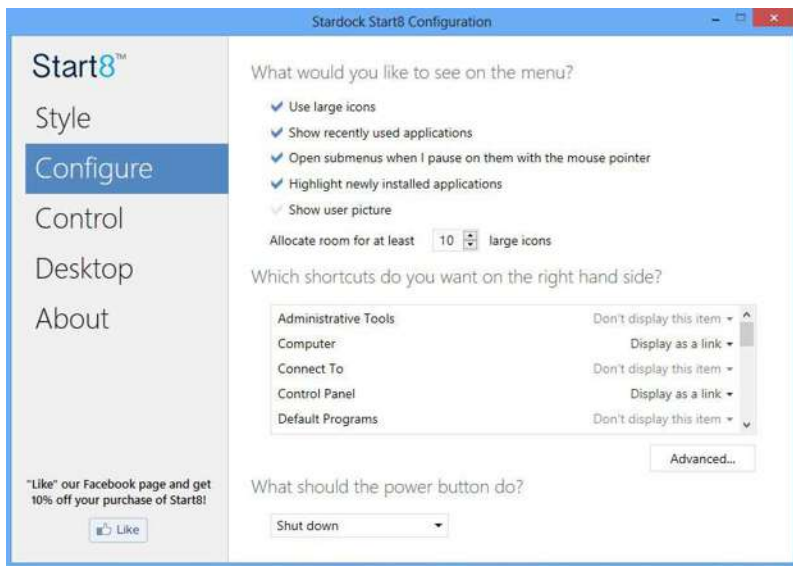 Stardock Start8 Configuration
Start8™
Style
Configure
Control
Desktop
About
"Like" our Facebook page and get
10% off your purchase of Start8!
Like
What would you like to see on the menu?
Use large icons
Show recently used applications
Open submenus when I pause on them with the mouse pointer
Highlight newly installed applications
Show user picture
Allocate room for at least 10 large icons
Which shortcuts do you want on the right hand side?
Administrative Tools Don't display this item
Computer Display as a link
Connect To Don't display this item
Control Panel Display as a link
Default Programs Don't display this item
Advanced...
What should the power button do?
Shut down